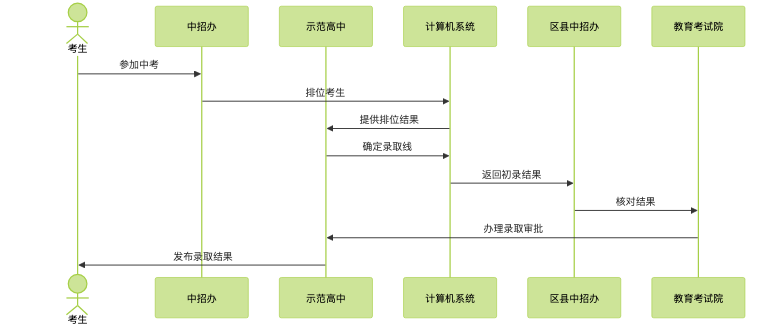 考生
中招办
示范高中
计算机系统
区县中招办
教育考试院
参加中考
排位考生
提供排位结果
确定录取线
返回初录结果
核对结果
办理录取审批
发布录取结果
考生
中招办
示范高中
计算机系统
区县中招办
教育考试院